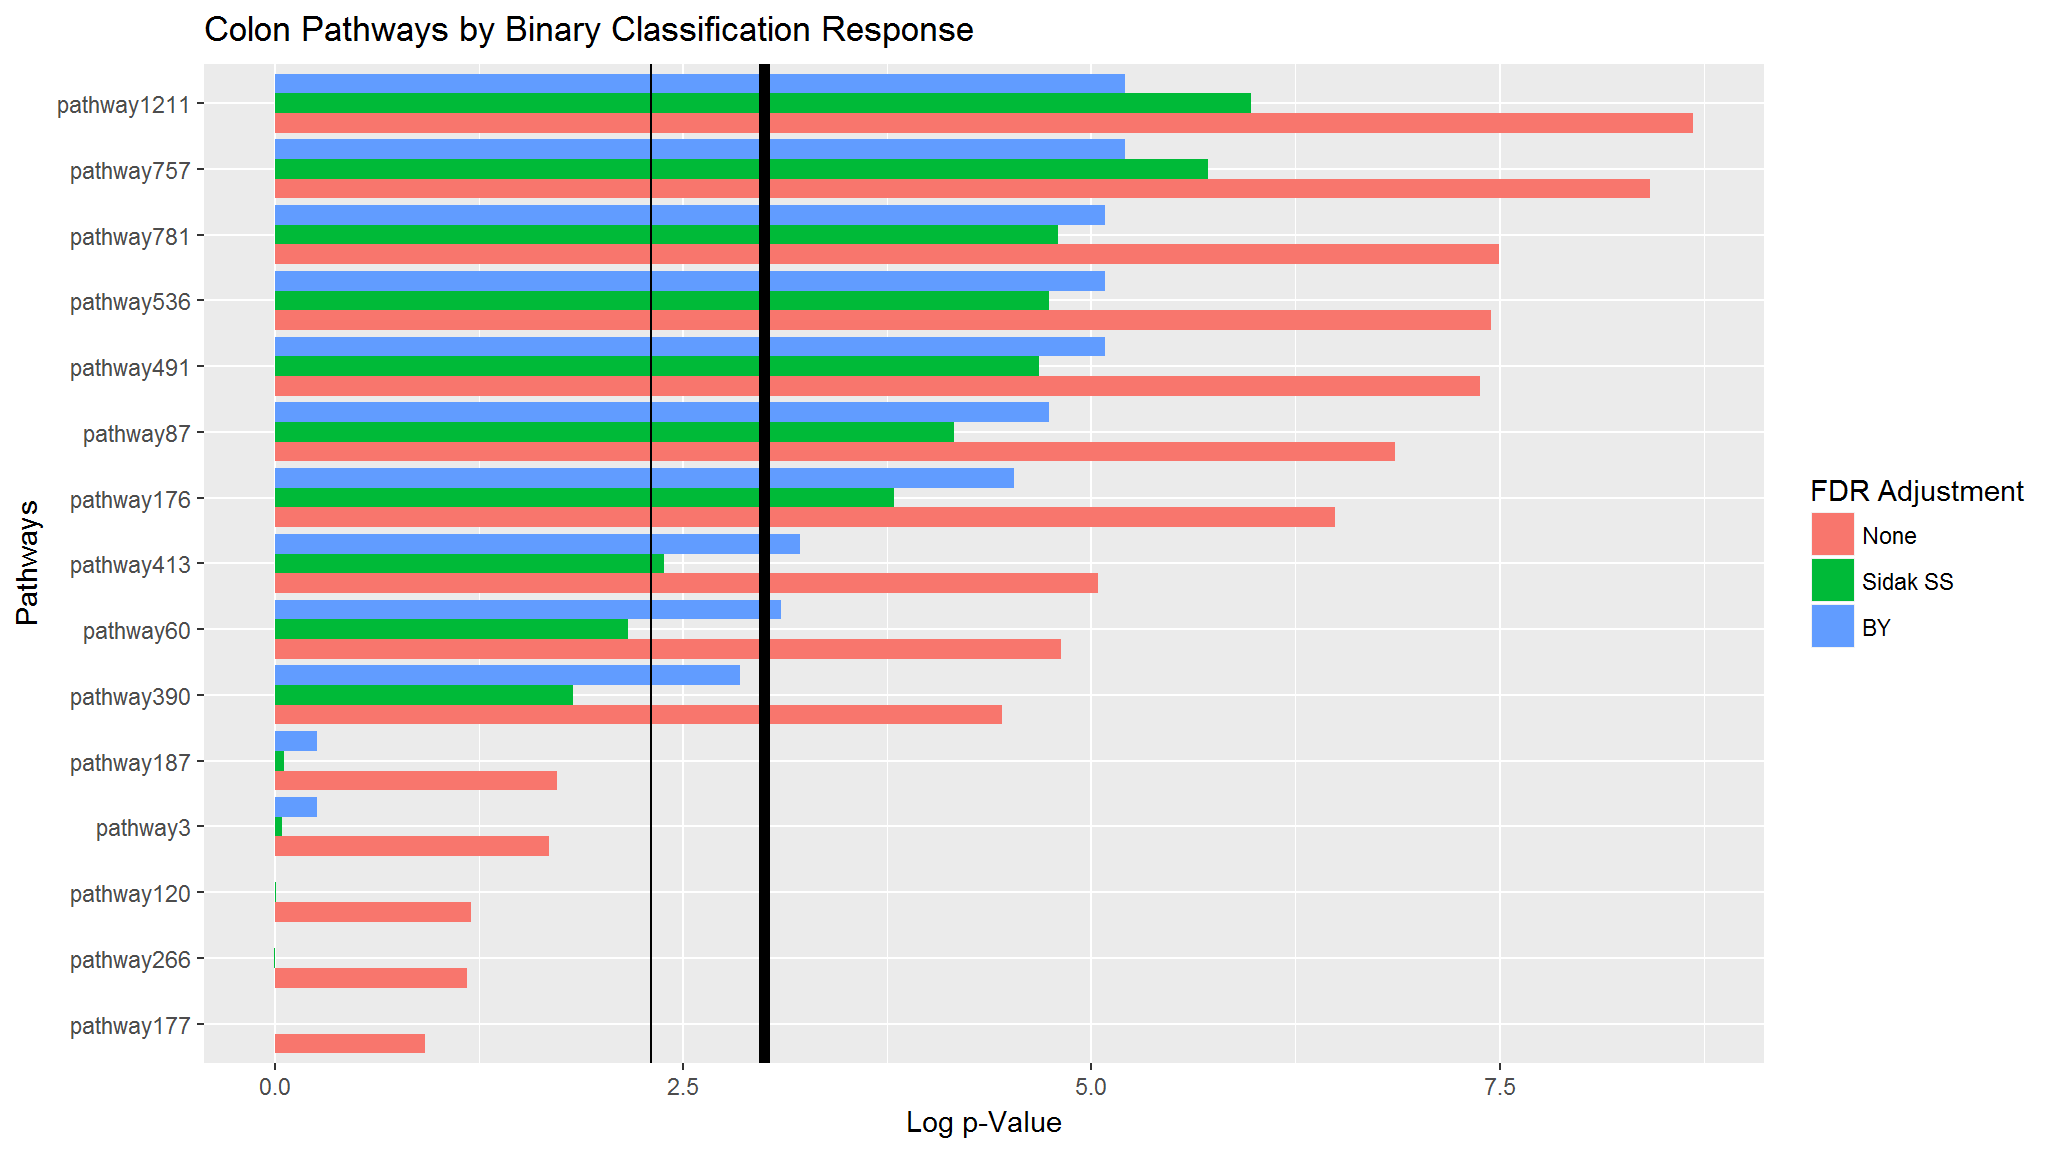 Colon Pathways by Binary Classification Response
pathway1211
pathway757
pathway781
pathway536
pathway491
pathway87
pathway176
pathway413
pathway60
pathway390
pathway187
pathway3
pathway120
pathway266
pathway177
Pathways
0.0 2.5 5.0 7.5
Log p-Value
FDR Adjustment
None
Sidak SS
BY